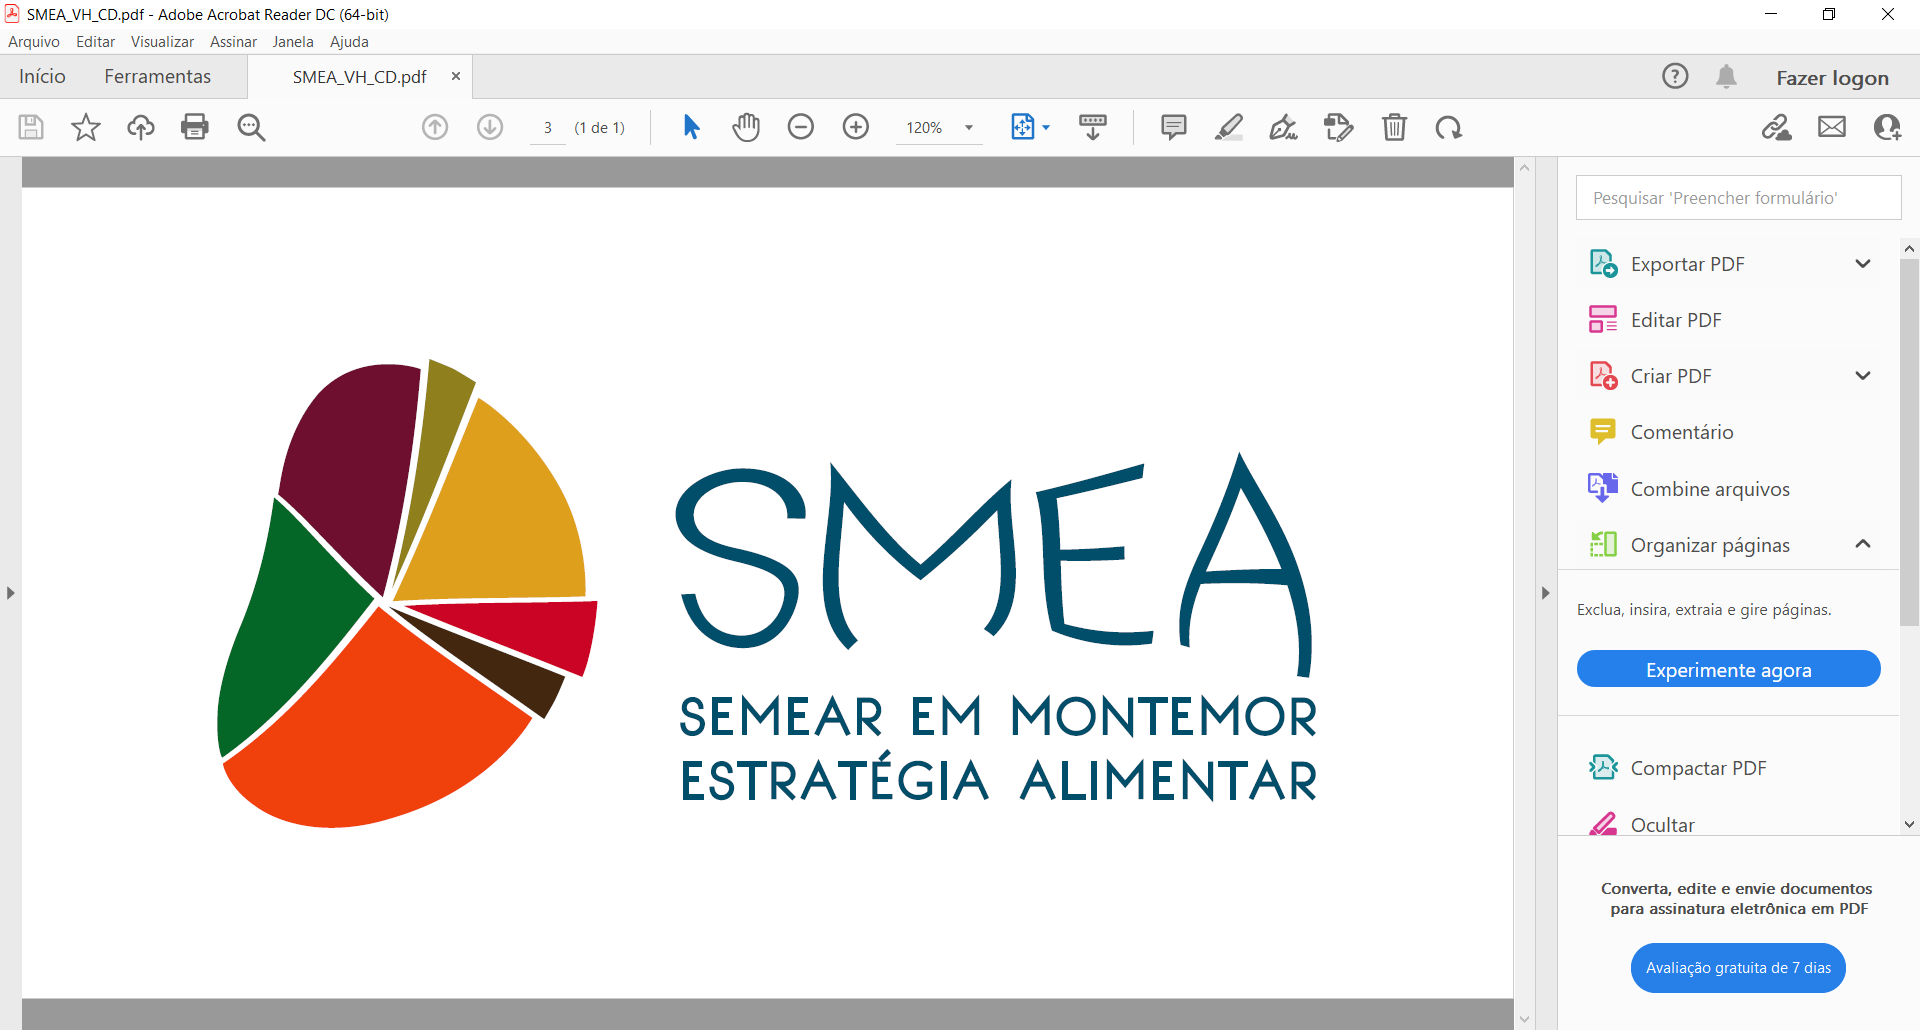 SMEA_VH_CD.pdf - Adobe Acrobat Reader DC (64-bit)
Arquivo Editar Visualizar Assinar Janela Ajuda
Início Ferramentas SMEA_VH_CD.pdf × ? Fazer logon
3 (1 de 1) 120%
Pesquisar 'Preencher formulário'
Exportar PDF
Editar PDF
Criar PDF
Comentário
Combine arquivos
Organizar páginas
Exclua, insira, extraia e gire páginas.
Experimente agora
Compactar PDF
Ocultar
Converta, edite e envie documentos
para assinatura eletrônica em PDF
Avaliação gratuita de 7 dias
SMEA
SEMEAR EM MONTEMOR
ESTRATÉGIA ALIMENTAR